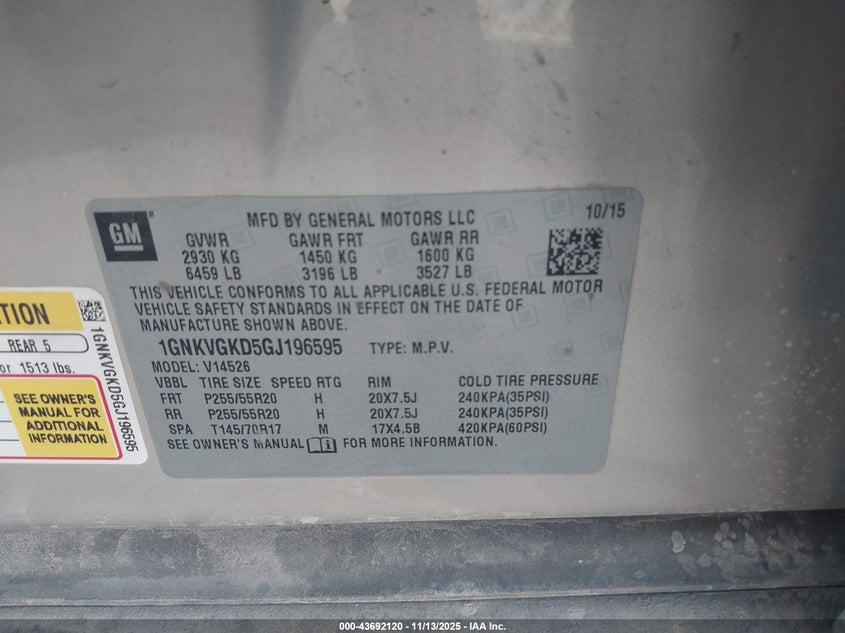 GM
MFD BY GENERAL MOTORS LLC 10/15
GVWR GAWR FRT GAWR RR
2930 KG 1450 KG 1600 KG
6459 LB 3196 LB 3527 LB
THIS VEHICLE CONFORMS TO ALL APPLICABLE U.S. FEDERAL MOTOR
VEHICLE SAFETY STANDARDS IN EFFECT ON THE DATE OF
MANUFACTURE SHOWN ABOVE.
1GNKVGKD5GJ196595 TYPE: M.P.V.
MODEL: V14526
VBBL TIRE SIZE SPEED RTG RIM COLD TIRE PRESSURE
FRT P255/55R20 H 20X7.5J 240KPA(35PSI)
RR P255/55R20 H 20X7.5J 240KPA(35PSI)
SPA T145/70R17 M 17X4.5B 420KPA(60PSI)
SEE OWNER'S MANUAL FOR MORE INFORMATION.
REAR 5
or 1513 lbs.
SEE OWNER'S
MANUAL FOR
ADDITIONAL
INFORMATION
1GNKVGKD5GJ196595
000-43692120 - 11/13/2025 - IAA Inc.